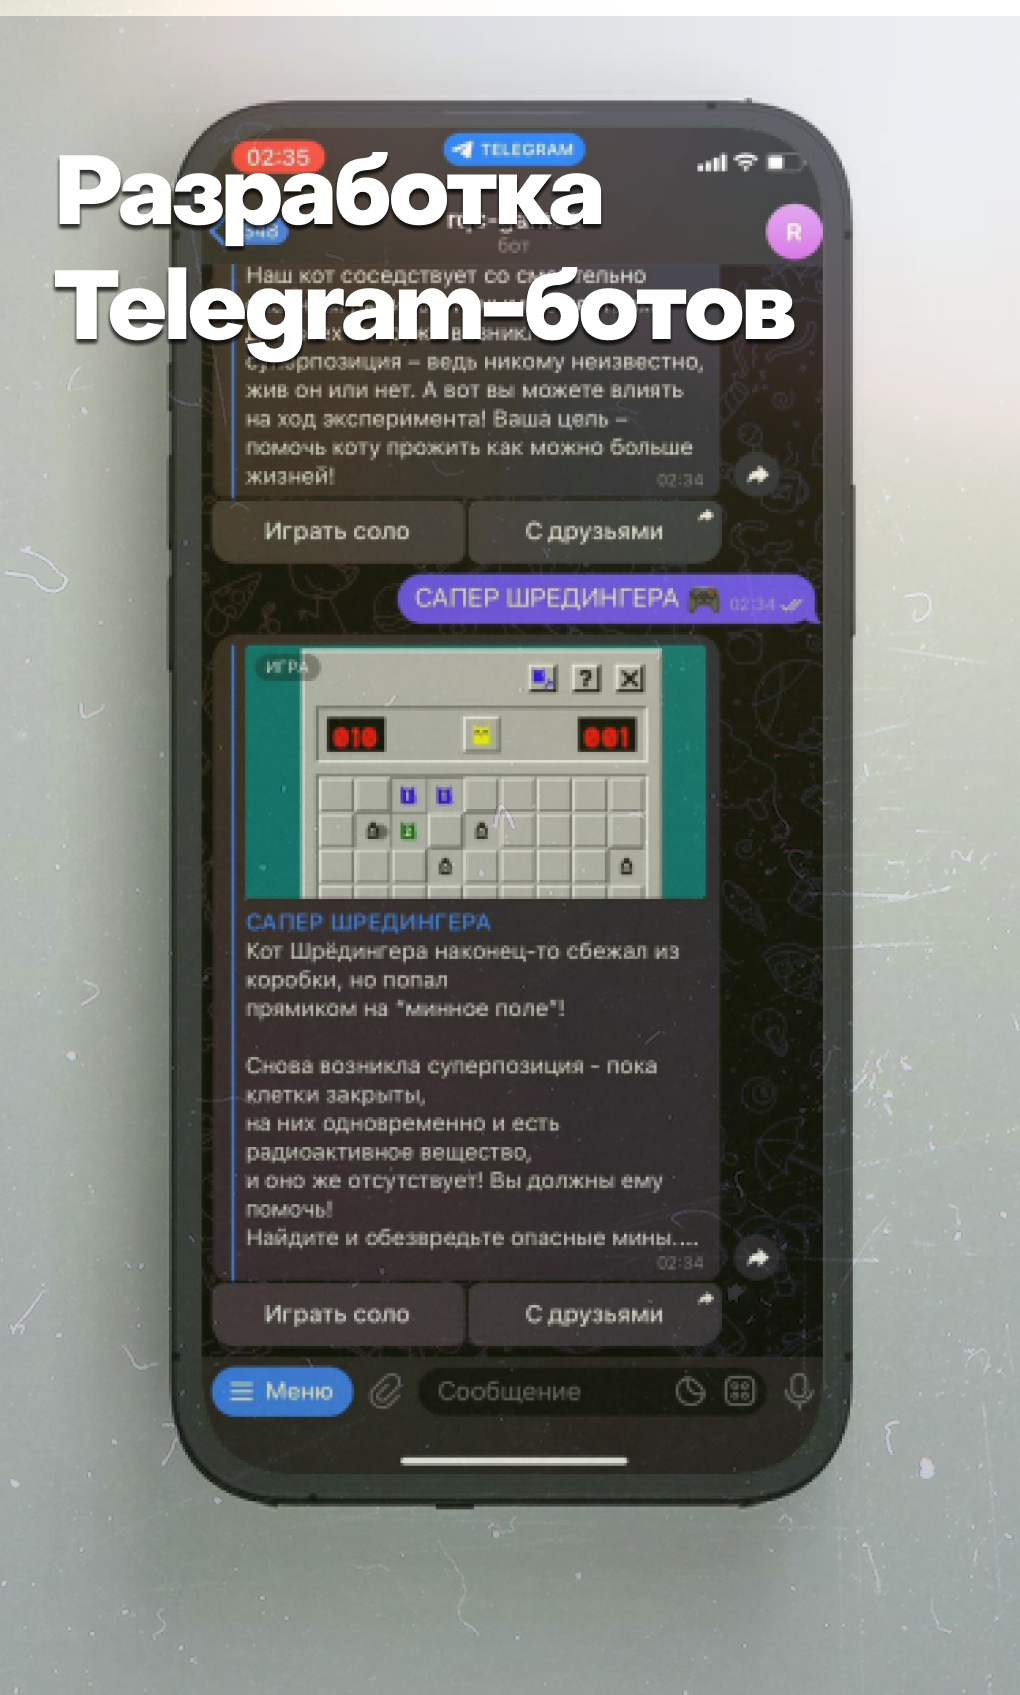 02:35
TELEGRAM
Разработка
348
бот
Наш кот соседствует со
Telegram-ботов
суперпозиция – ведь никому неизвестно,
жив он или нет. А вот вы можете влиять
на ход эксперимента! Ваша цель –
помочь коту прожить как можно больше
жизней!
02:34
Играть соло
С друзьями
САПЕР ШРЕДИНГЕРА 🎮 02:34
ИГРА
?
010
001
1 1
2
САПЕР ШРЕДИНГЕРА
Кот Шрёдингера наконец-то сбежал из
коробки, но попал
прямиком на "минное поле"!
Снова возникла суперпозиция - пока
клетки закрыты,
на них одновременно и есть
радиоактивное вещество,
и оно же отсутствует! Вы должны ему
помочь!
Найдите и обезвредьте опасные мины....
02:34
Играть соло
С друзьями
Меню
Сообщение
R